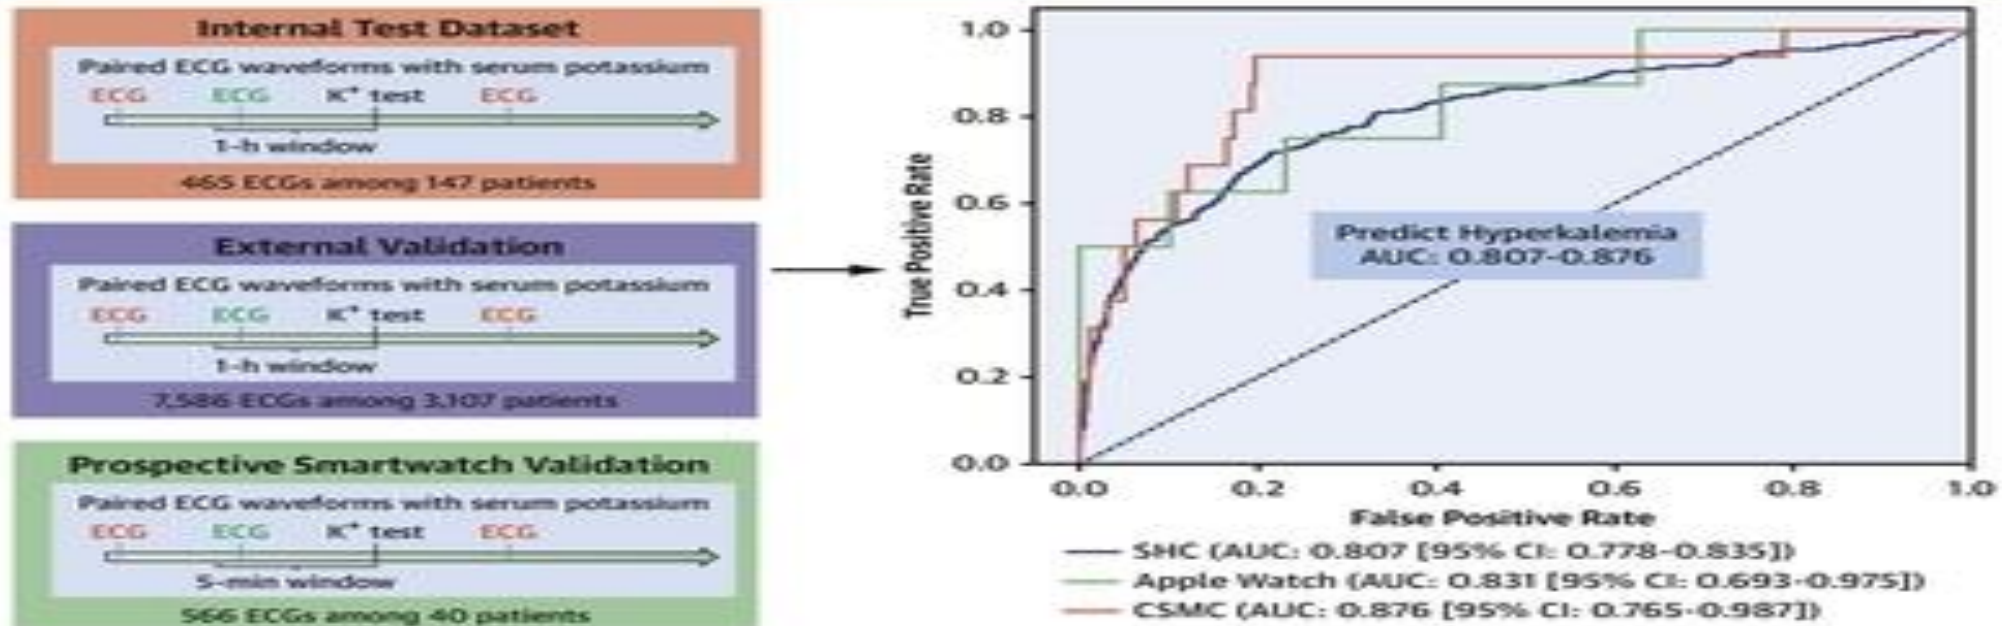 Internal Test Dataset
Paired ECG waveforms with serum potassium
ECG ECG K⁺ test ECG
1-h window
465 ECGs among 147 patients
External Validation
Paired ECG waveforms with serum potassium
ECG ECG K⁺ test ECG
1-h window
7,586 ECGs among 3,107 patients
Prospective Smartwatch Validation
Paired ECG waveforms with serum potassium
ECG ECG K⁺ test ECG
5-min window
566 ECGs among 40 patients
True Positive Rate
1.0
0.8
0.6
0.4
0.2
0.0
Predict Hyperkalemia
AUC: 0.807-0.876
0.0 0.2 0.4 0.6 0.8 1.0
False Positive Rate
SHC (AUC: 0.807 [95% CI: 0.778-0.835])
Apple Watch (AUC: 0.831 [95% CI: 0.693-0.975])
CSMC (AUC: 0.876 [95% CI: 0.765-0.987])